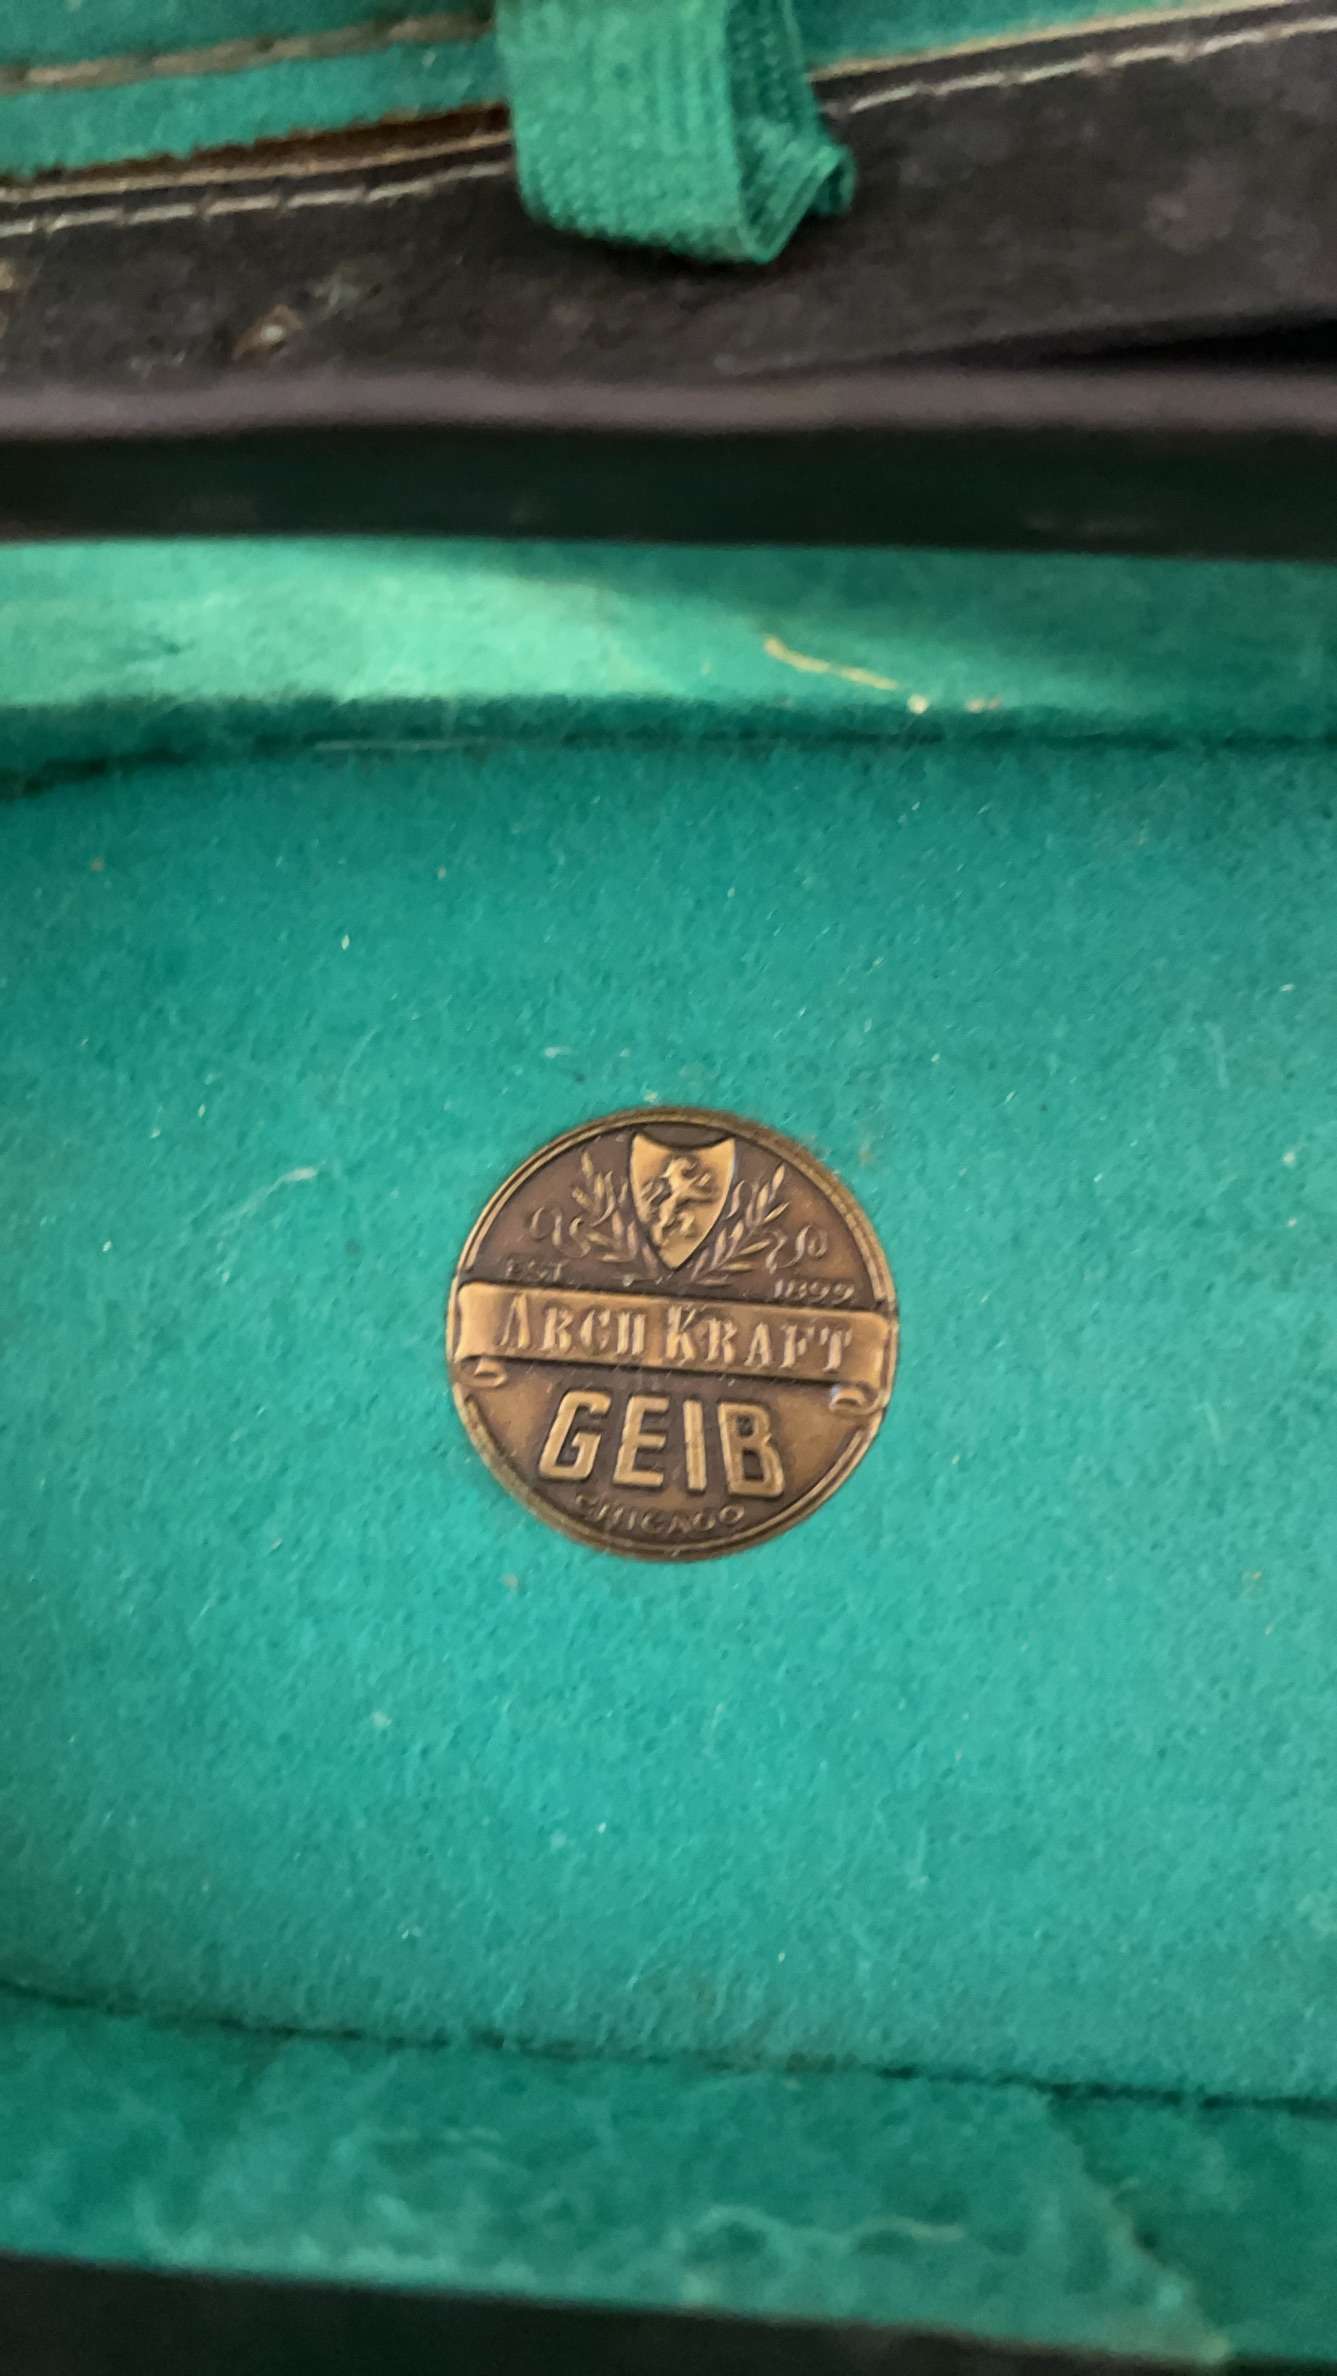 EST. 1899
ARCH KRAFT
GEIB
CHICAGO